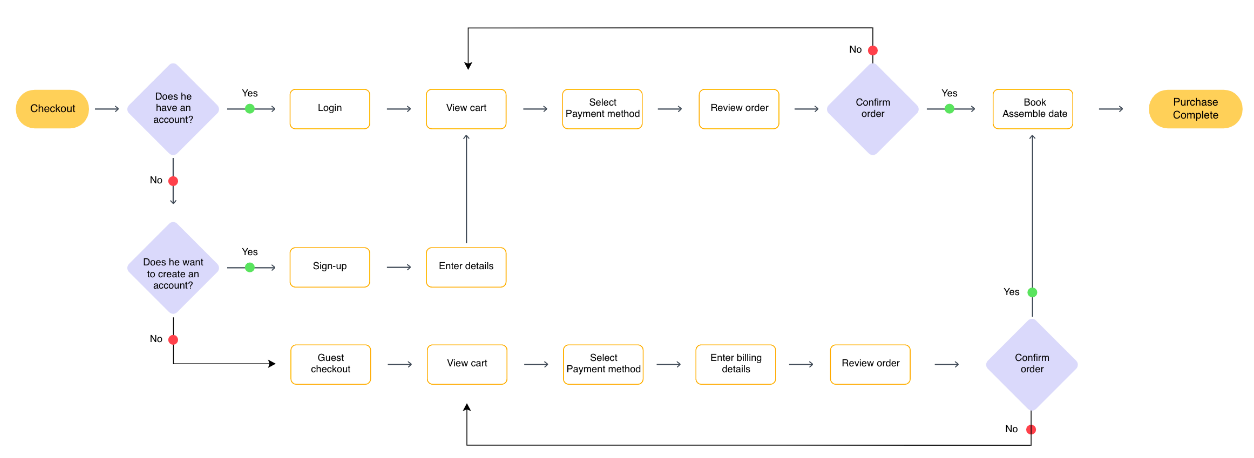 No
Yes
Yes
Checkout
Does he
have an
account?
Login
View cart
Select
Payment method
Review order
Confirm
order
Book
Assemble date
Purchase
Complete
No
Yes
Does he want
to create an
account?
Sign-up
Enter details
Yes
No
Guest
checkout
View cart
Select
Payment method
Enter billing
details
Review order
Confirm
order
No